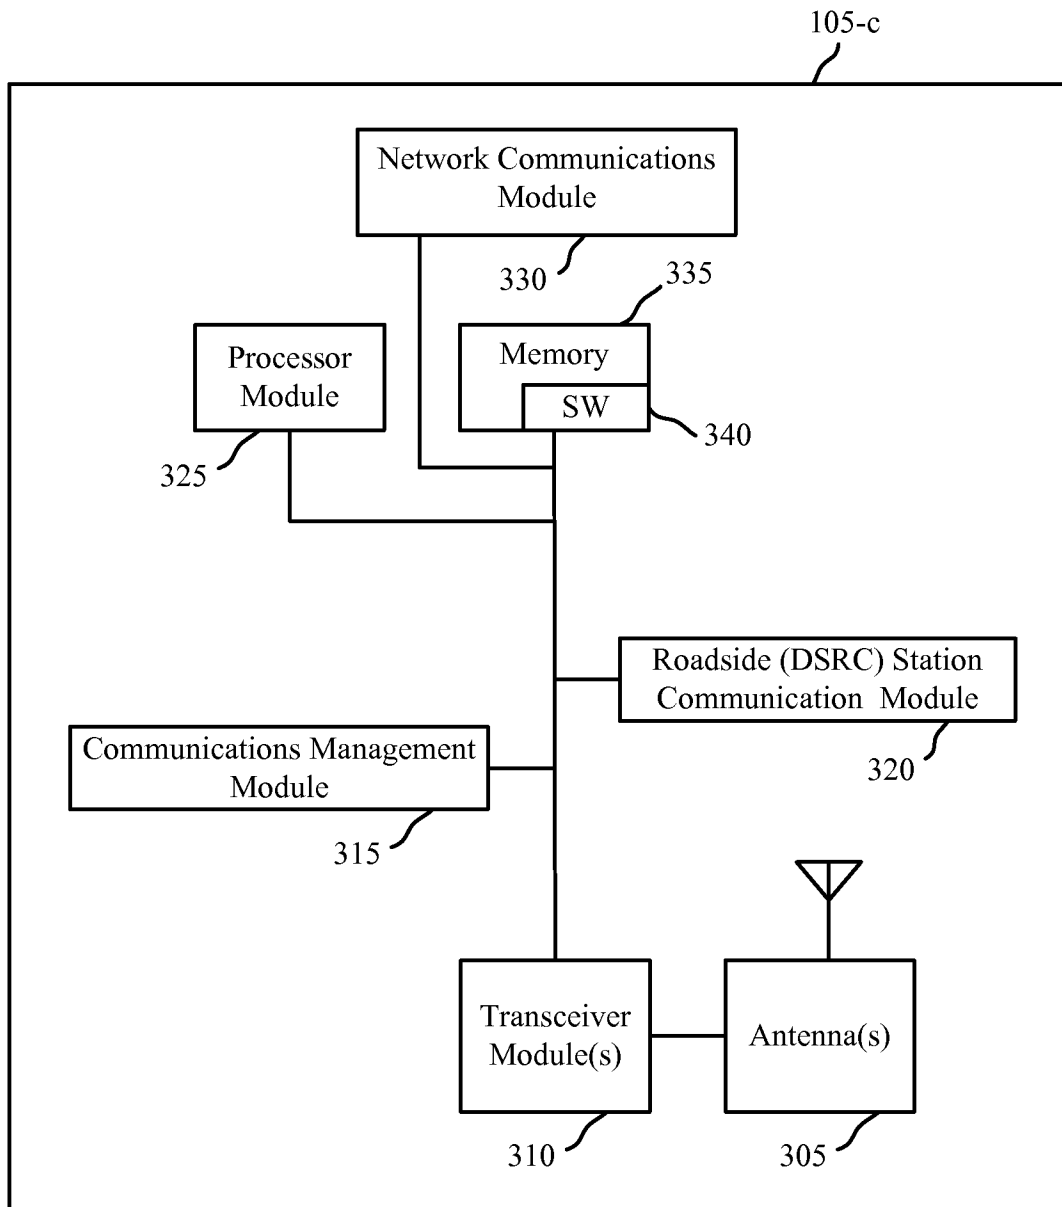 105-c
Network Communications
Module
330
335
Processor
Module
325
Memory
SW
340
Roadside (DSRC) Station
Communication Module
320
Communications Management
Module
315
Transceiver
Module(s)
310
Antenna(s)
305